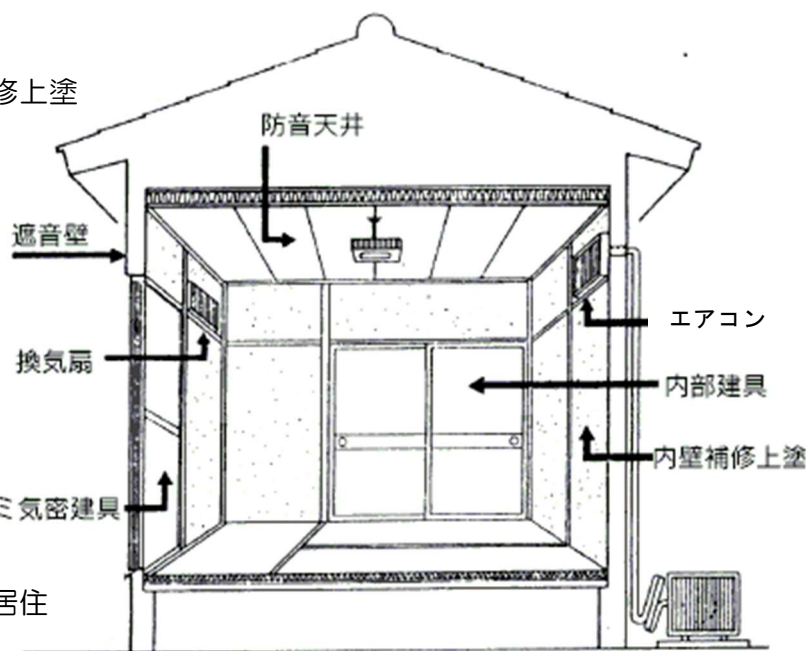 修上塗
防音天井
遮音壁
エアコン
換気扇
内部建具
内壁補修上塗
ミ気密建具
居住